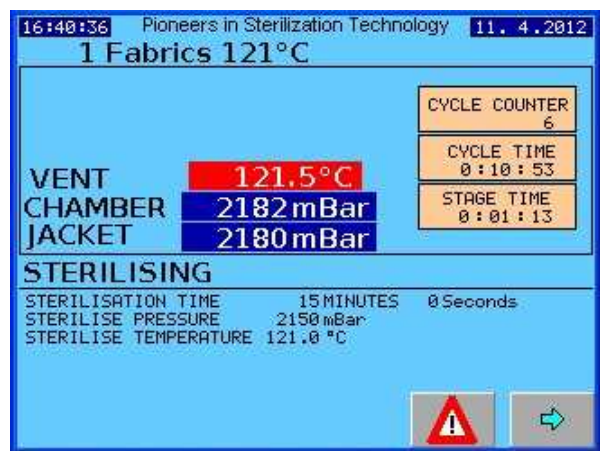 16:40:36 Pioneers in Sterilization Technology 11. 4.2012
1 Fabrics 121°C
CYCLE COUNTER
6
CYCLE TIME
0:10:53
VENT 121.5°C
STAGE TIME
0:01:13
CHAMBER 2182mBar
JACKET 2180mBar
STERILISING
STERILISATION TIME 15MINUTES 0Seconds
STERILISE PRESSURE 2150mBar
STERILISE TEMPERATURE 121.0°C